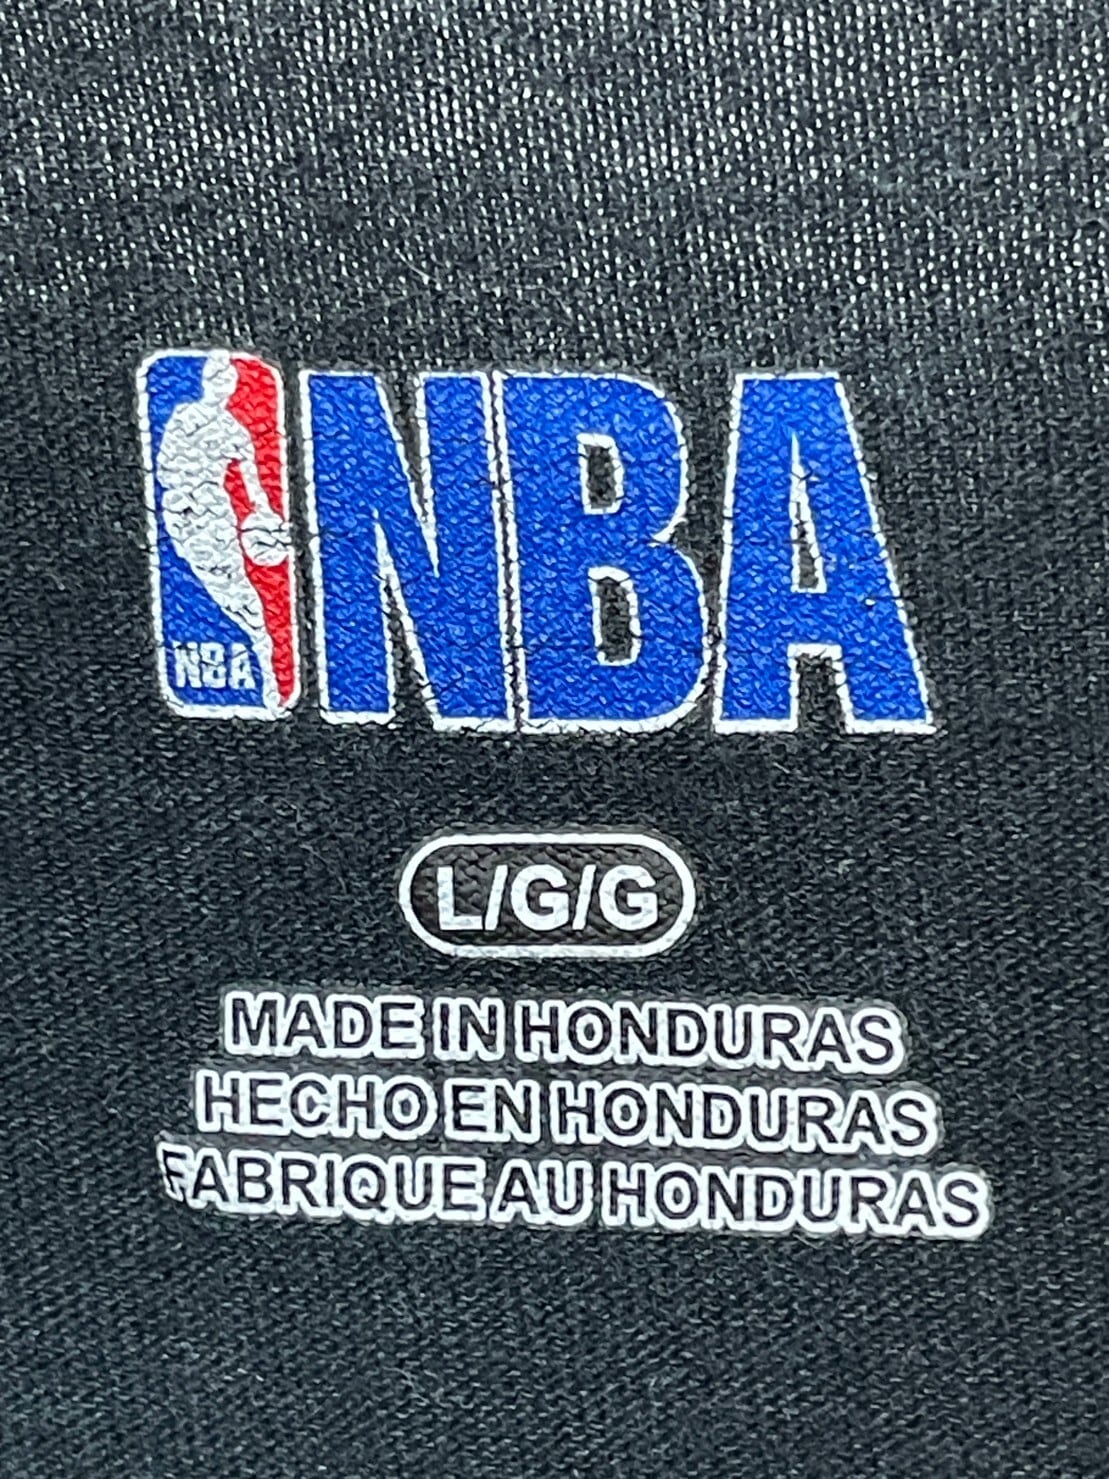 NBA
NBA
L/G/G
MADE IN HONDURAS
HECHO EN HONDURAS
FABRIQUE AU HONDURAS